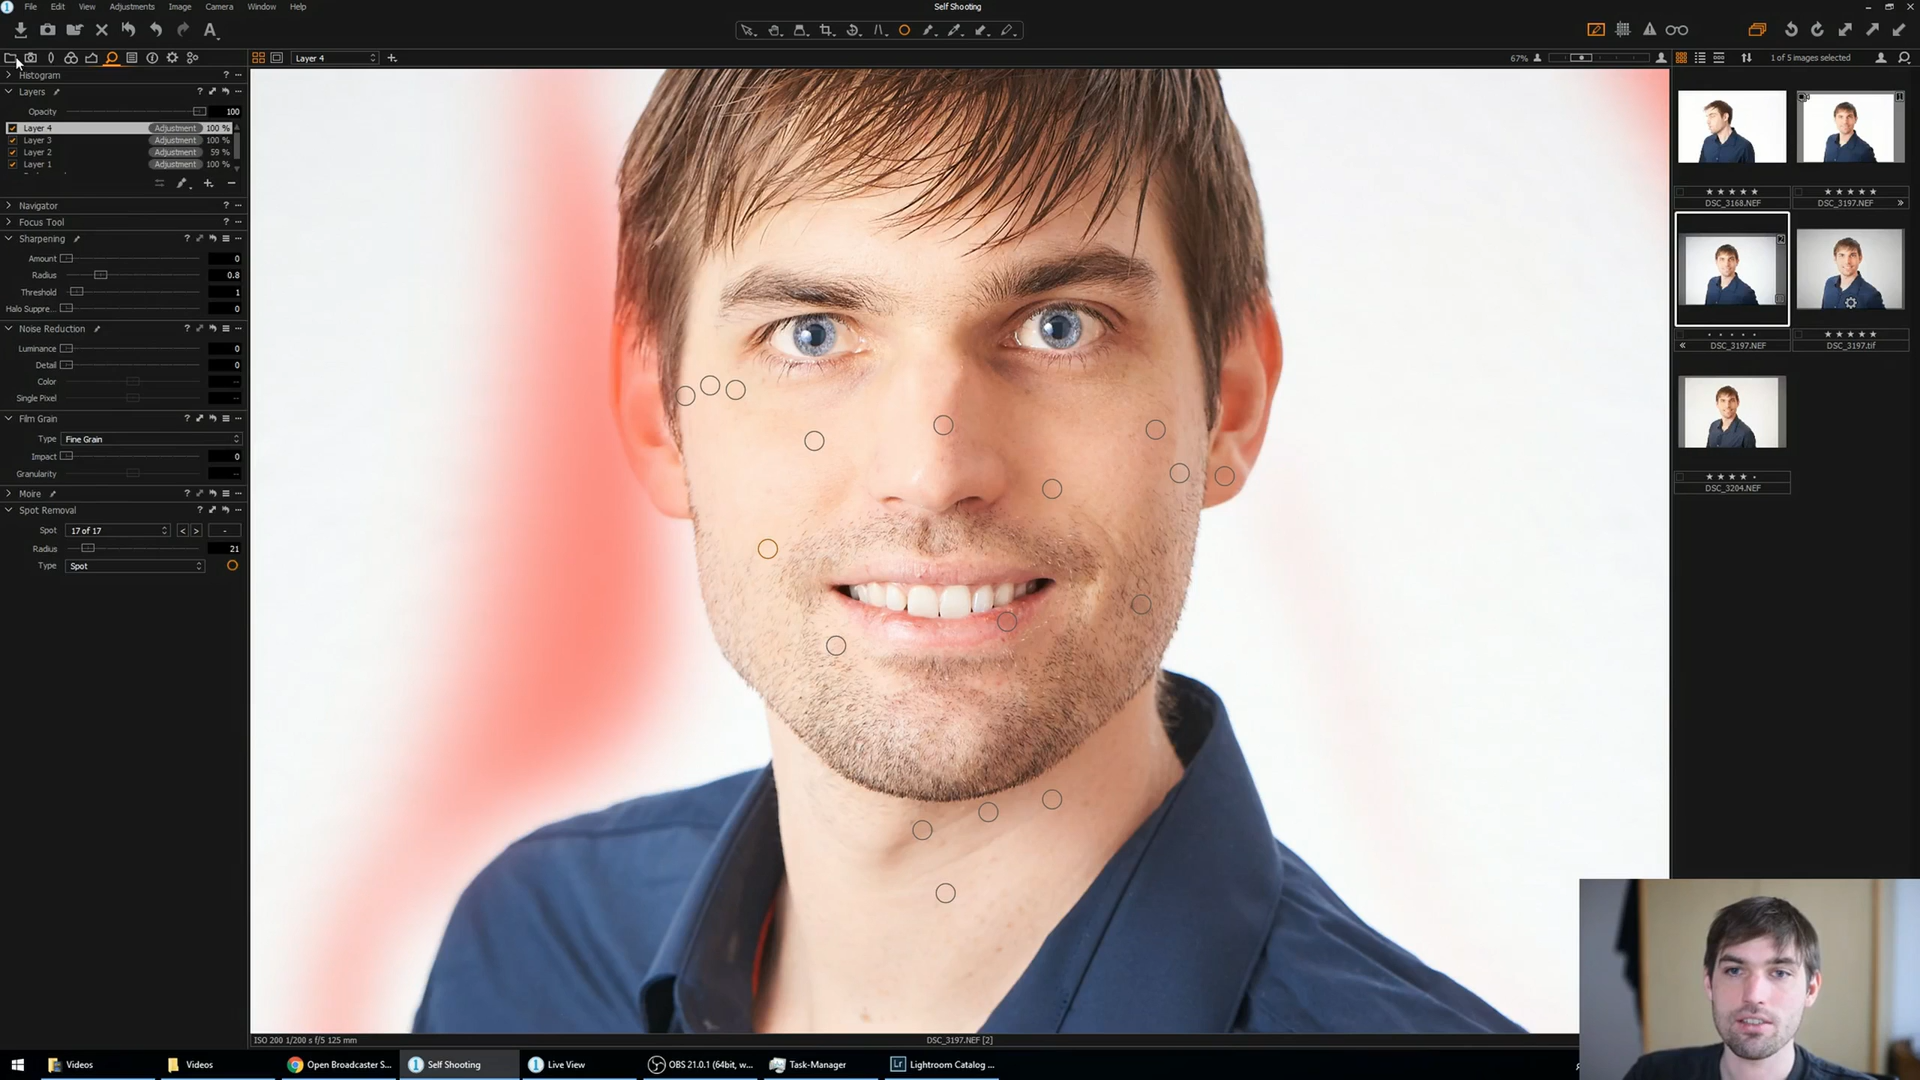 File Edit View Adjustments Image Camera Window Help
Self Shooting
A
Layer 4
67%
1 of 5 images selected
Histogram
Layers
Opacity 100
Layer 4 Adjustment 100 %
Layer 3 Adjustment 100 %
Layer 2 Adjustment 59 %
Layer 1 Adjustment 100 %
Navigator
Focus Tool
Sharpening
Amount 0
Radius 0.8
Threshold 1
Halo Suppre... 0
Noise Reduction
Luminance 0
Detail 0
Color --
Single Pixel --
Film Grain
Type Fine Grain
Impact 0
Granularity --
Moire
Spot Removal
Spot 17 of 17 < > -
Radius 21
Type Spot
DSC_3168.NEF
DSC_3197.NEF
DSC_3197.NEF
DSC_3197.tif
DSC_3204.NEF
ISO 200 1/200 s f/5 125 mm
DSC_3197.NEF [2]
Videos
Videos
Open Broadcaster S...
Self Shooting
Live View
OBS 21.0.1 (64bit, w...
Task-Manager
Lr Lightroom Catalog ...